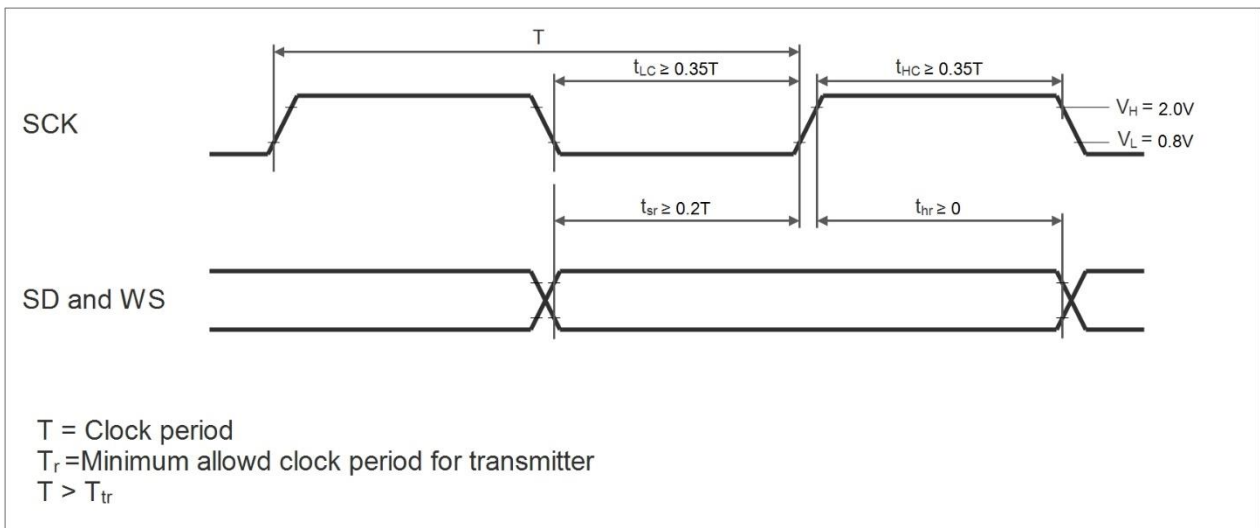 T
tLC ≥ 0.35T
tHC ≥ 0.35T
SCK
VH = 2.0V
VL = 0.8V
tsr ≥ 0.2T
thr ≥ 0
SD and WS
T = Clock period
Tr =Minimum allowd clock period for transmitter
T > Ttr